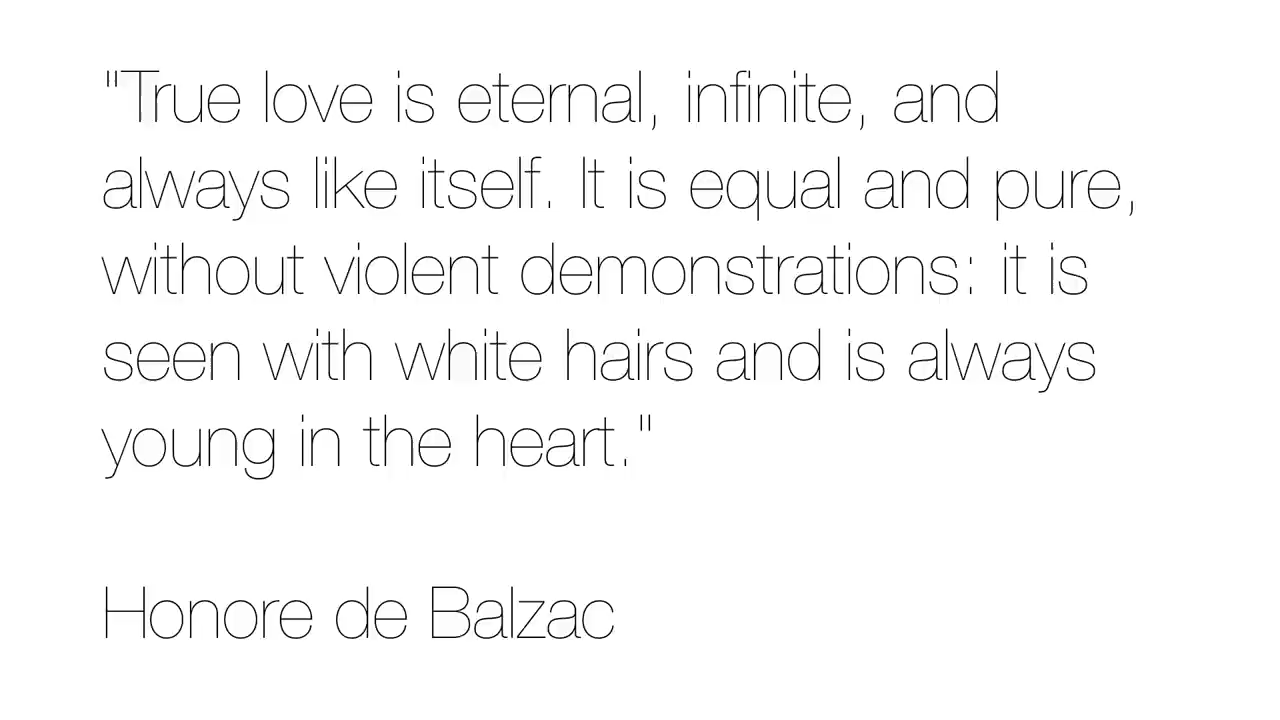 "True love is eternal, infinite, and
always like itself. It is equal and pure,
without violent demonstrations: it is
seen with white hairs and is always
young in the heart."
Honore de Balzac